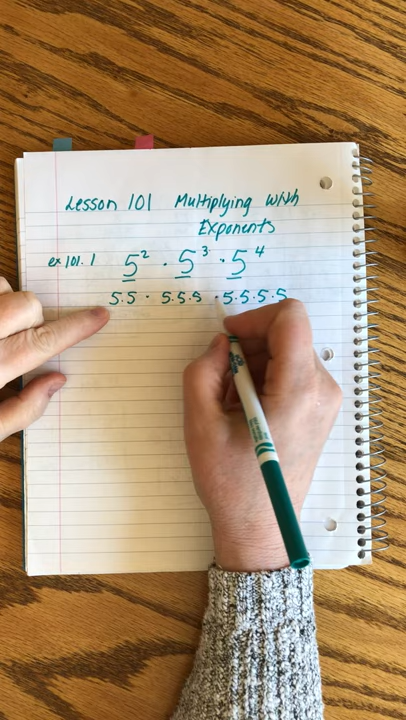 Lesson 101 Multiplying with
Exponents
ex 101.1 5² · 5³ · 5⁴
5·5 · 5·5·5 · 5·5·5·5